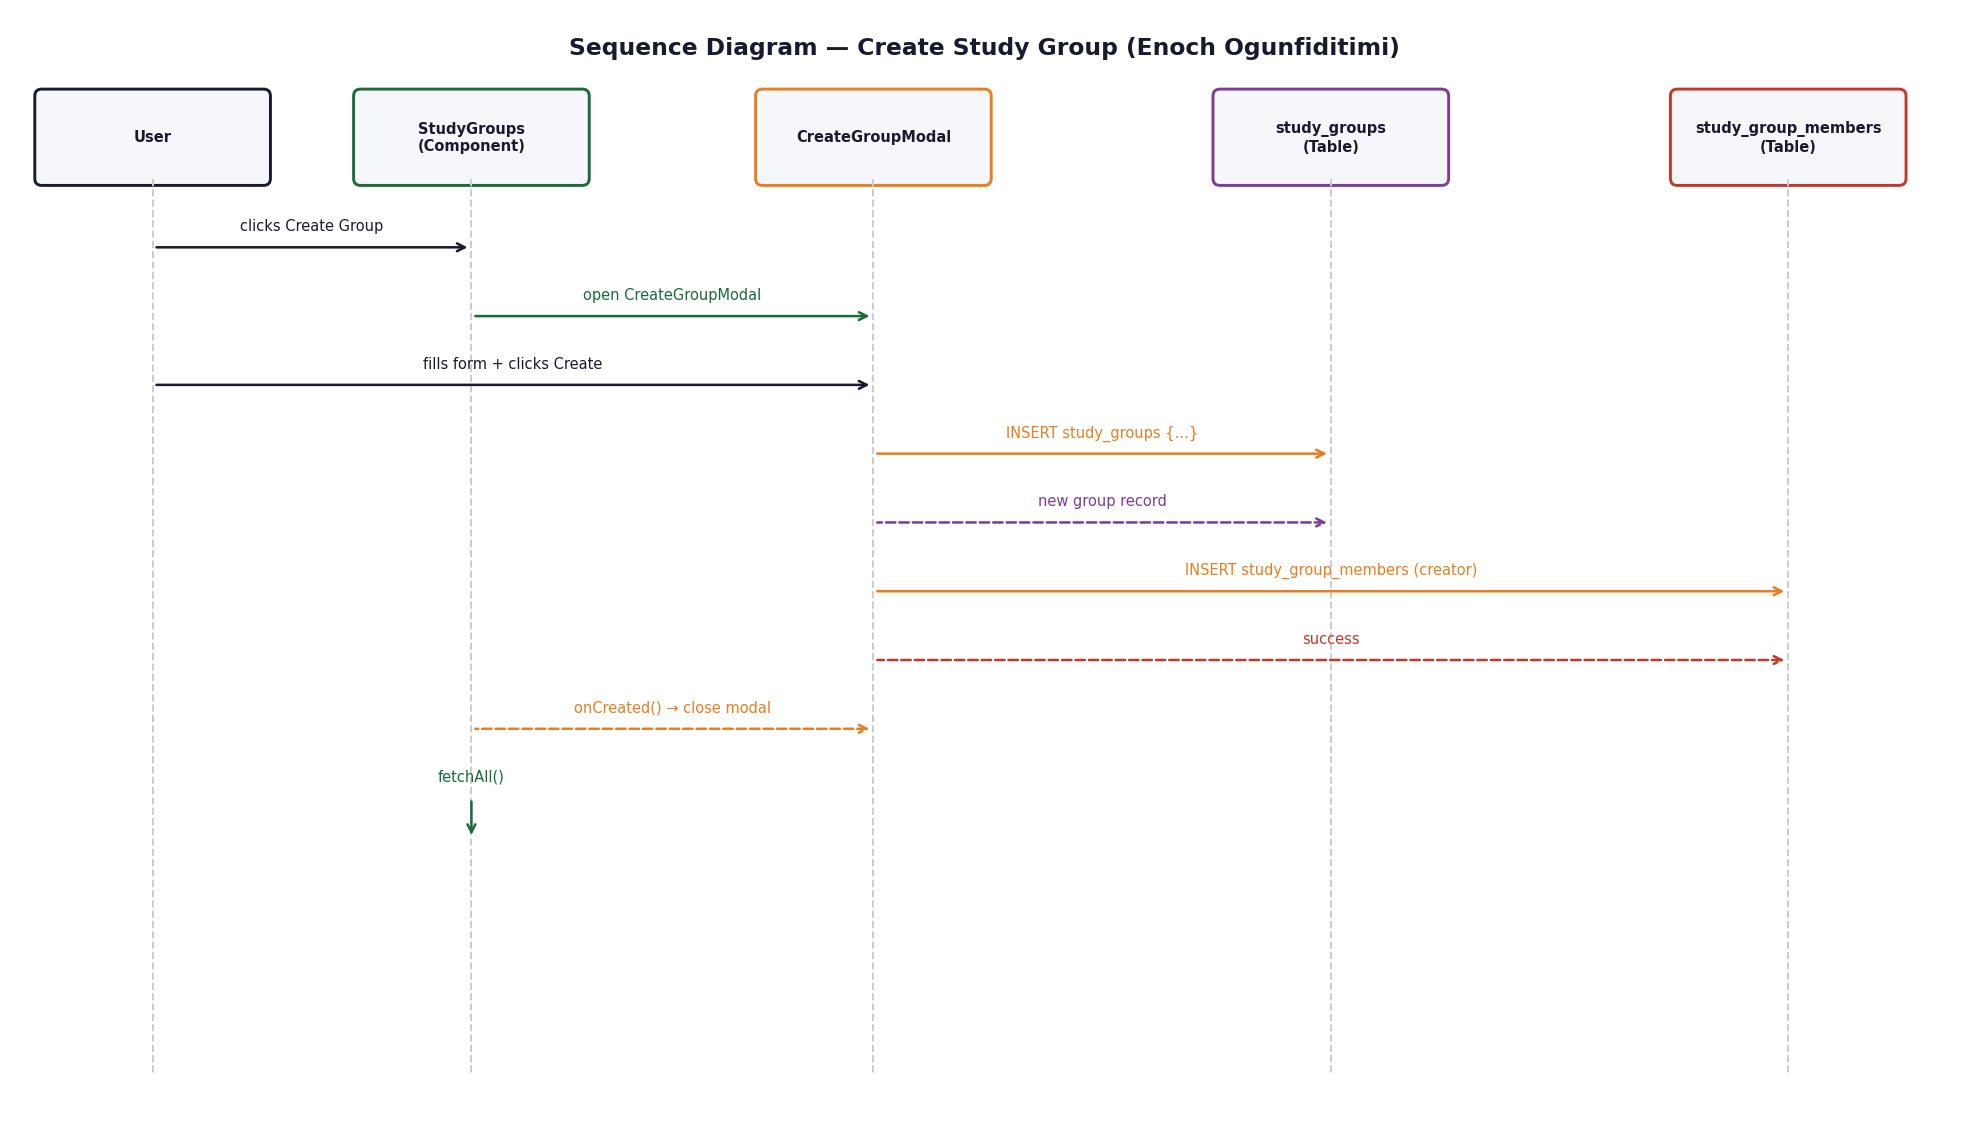 Sequence Diagram — Create Study Group (Enoch Ogunfiditimi)
User
StudyGroups
(Component)
CreateGroupModal
study_groups
(Table)
study_group_members
(Table)
clicks Create Group
open CreateGroupModal
fills form + clicks Create
INSERT study_groups {...}
new group record
INSERT study_group_members (creator)
success
onCreated() → close modal
fetchAll()